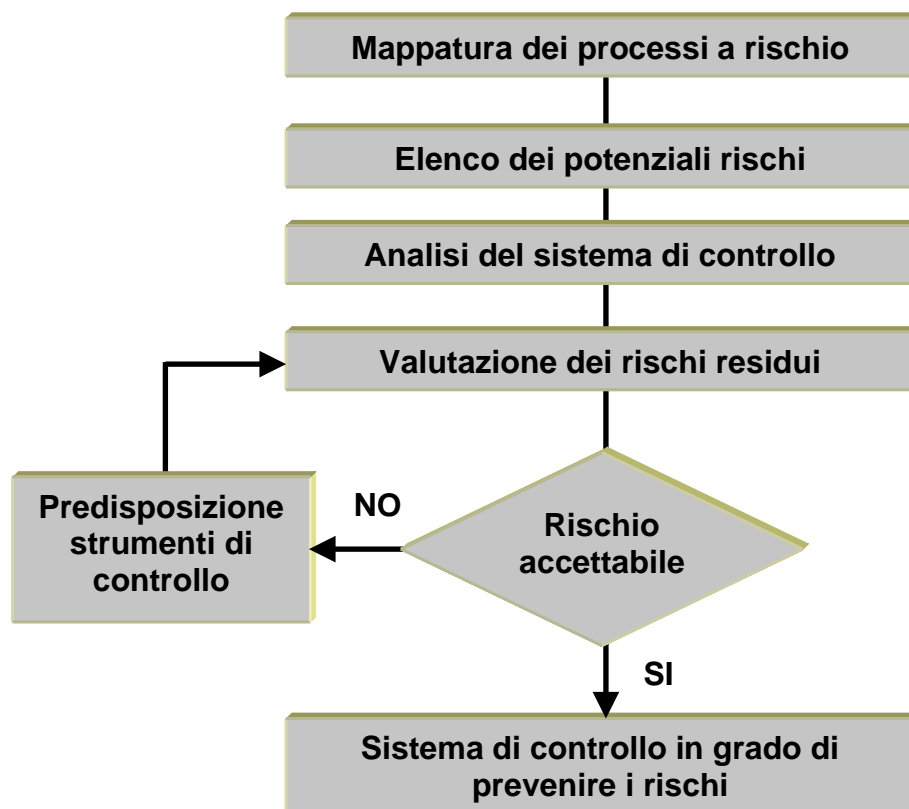 Mappatura dei processi a rischio
Elenco dei potenziali rischi
Analisi del sistema di controllo
Valutazione dei rischi residui
Predisposizione
strumenti di
controllo
NO
Rischio
accettabile
SI
Sistema di controllo in grado di
prevenire i rischi